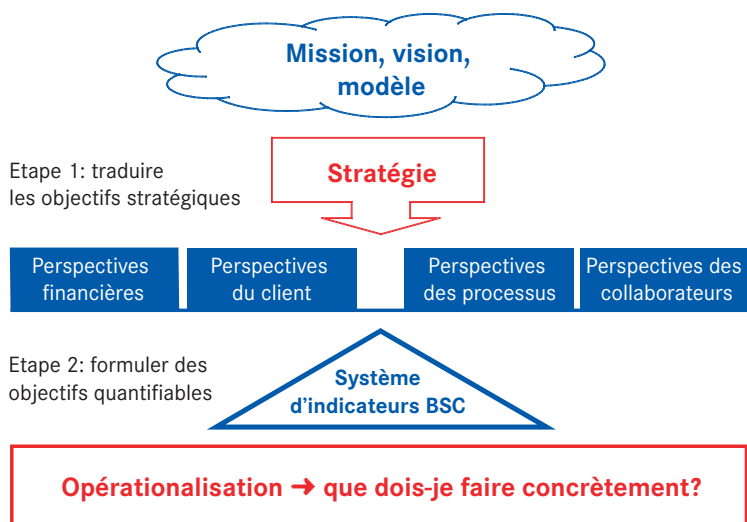 Mission, vision,
modèle
Etape 1: traduire
les objectifs stratégiques
Stratégie
Perspectives
financières
Perspectives
du client
Perspectives
des processus
Perspectives des
collaborateurs
Etape 2: formuler des
objectifs quantifiables
Système
d'indicateurs BSC
Opérationalisation ➜ que dois-je faire concrètement?